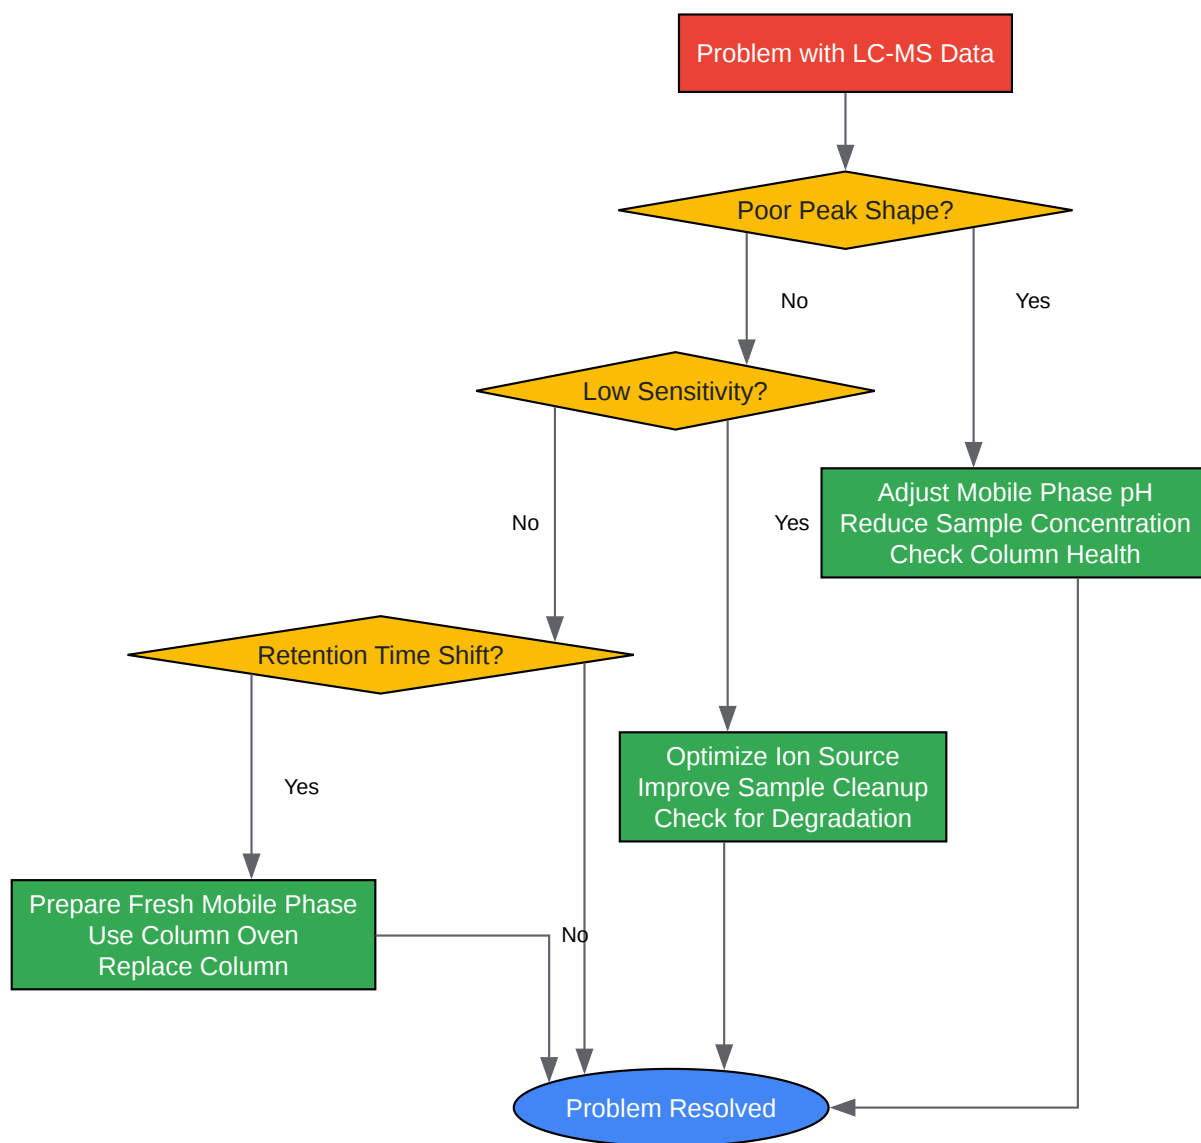 Problem with LC-MS Data
Poor Peak Shape?
No
Yes
Low Sensitivity?
No
Yes
Adjust Mobile Phase pH
Reduce Sample Concentration
Check Column Health
Retention Time Shift?
Yes
Optimize Ion Source
Improve Sample Cleanup
Check for Degradation
Prepare Fresh Mobile Phase
Use Column Oven
Replace Column
No
Problem Resolved